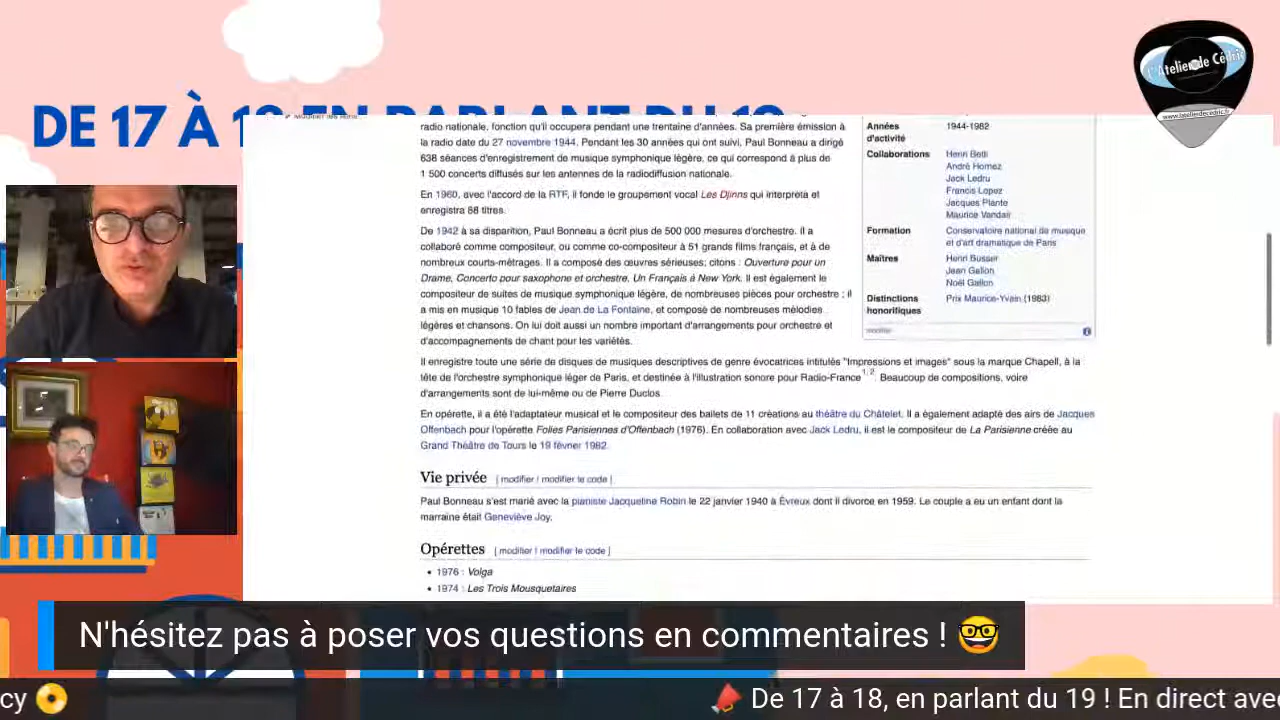 DE 17 À 18 EN PARLANT DU 19
l'Atelier de Cédric
www.latelierdecedric.fr
radio nationale, fonction qu'il occupera pendant une trentaine d'années. Sa première émission à
la radio date du 27 novembre 1944. Pendant les 30 années qui ont suivi, Paul Bonneau a dirigé
638 séances d'enregistrement de musique symphonique légère, ce qui correspond à plus de
1 500 concerts diffusés sur les antennes de la radiodiffusion nationale.
En 1960, avec l'accord de la RTF, il fonde le groupement vocal Les Djinns qui interpréta et
enregistra 88 titres.
De 1942 à sa disparition, Paul Bonneau a écrit plus de 500 000 mesures d'orchestre. Il a
collaboré comme compositeur, ou comme co-compositeur à 51 grands films français, et à de
nombreux courts-métrages. Il a composé des œuvres sérieuses; citons : Ouverture pour un
Drame, Concerto pour saxophone et orchestre, Un Français à New York. Il est également le
compositeur de suites de musique symphonique légère, de nombreuses pièces pour orchestre ; il
a mis en musique 10 fables de Jean de La Fontaine, et composé de nombreuses mélodies
légères et chansons. On lui doit aussi un nombre important d'arrangements pour orchestre et
d'accompagnements de chant pour les variétés.
Il enregistre toute une série de disques de musiques descriptives de genre évocatrices intitulés "Impressions et images" sous la marque Chapell, à la
tête de l'orchestre symphonique léger de Paris, et destinée à l'illustration sonore pour Radio-France 1, 2. Beaucoup de compositions, voire
d'arrangements sont de lui-même ou de Pierre Duclos.
En opérette, il a été l'adaptateur musical et le compositeur des ballets de 11 créations au théâtre du Châtelet. Il a également adapté des airs de Jacques
Offenbach pour l'opérette Folies Parisiennes d'Offenbach (1976). En collaboration avec Jack Ledru, il est le compositeur de La Parisienne créée au
Grand Théâtre de Tours le 19 février 1982.
Vie privée [ modifier | modifier le code ]
Paul Bonneau s'est marié avec la pianiste Jacqueline Robin le 22 janvier 1940 à Évreux dont il divorce en 1959. Le couple a eu un enfant dont la
marraine était Geneviève Joy.
Opérettes [ modifier | modifier le code ]
• 1976 : Volga
• 1974 : Les Trois Mousquetaires
Années d'activité 1944-1982
Collaborations Henri Betti
André Hornez
Jack Ledru
Francis Lopez
Jacques Plante
Maurice Vandair
Formation Conservatoire national de musique
et d'art dramatique de Paris
Maîtres Henri Busser
Jean Gallon
Noël Gallon
Distinctions honorifiques Prix Maurice-Yvain (1983)
modifier
N'hésitez pas à poser vos questions en commentaires ! 🤓
cy 📀 📣 De 17 à 18, en parlant du 19 ! En direct avec